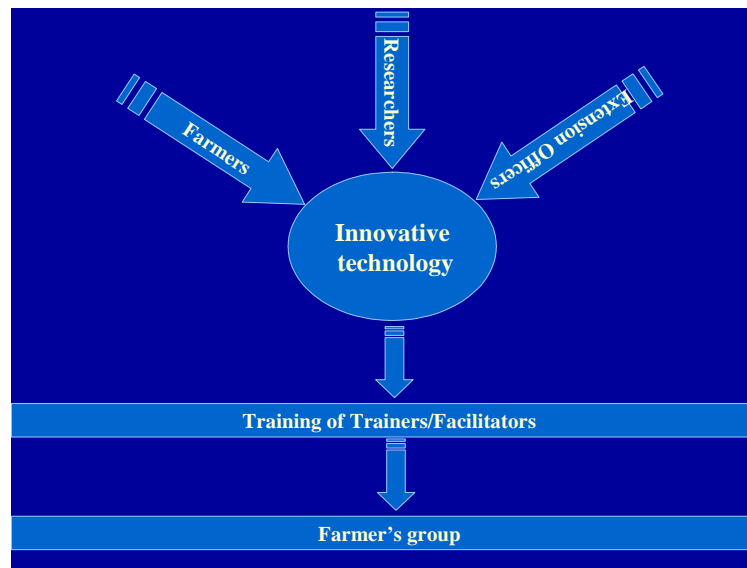 Researchers
Farmers
Extension Officers
Innovative
technology
Training of Trainers/Facilitators
Farmer’s group